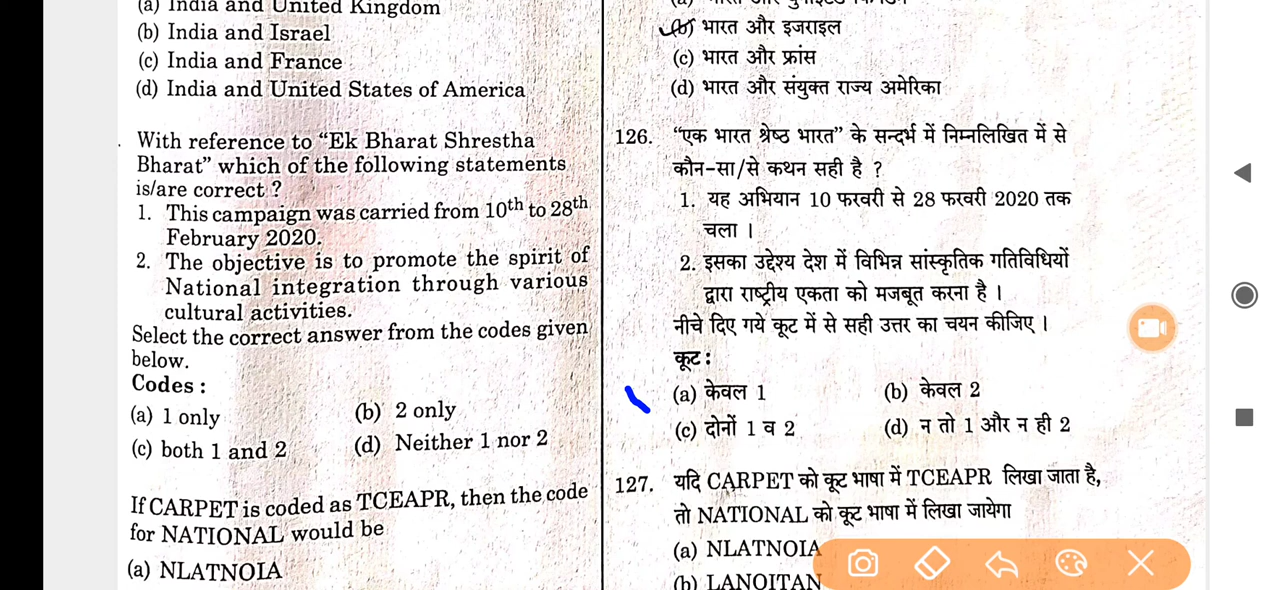 (a) India and United Kingdom
(b) India and Israel
(c) India and France
(d) India and United States of America
With reference to “Ek Bharat Shrestha
Bharat” which of the following statements
is/are correct ?
1. This campaign was carried from 10th to 28th
February 2020.
2. The objective is to promote the spirit of
National integration through various
cultural activities.
Select the correct answer from the codes given
below.
Codes :
(a) 1 only
(b) 2 only
(c) both 1 and 2
(d) Neither 1 nor 2
If CARPET is coded as TCEAPR, then the code
for NATIONAL would be
(a) NLATNOIA
(b) भारत और इजराइल
(c) भारत और फ्रांस
(d) भारत और संयुक्त राज्य अमेरिका
126. “एक भारत श्रेष्ठ भारत” के सन्दर्भ में निम्नलिखित में से
कौन-सा/से कथन सही है ?
1. यह अभियान 10 फरवरी से 28 फरवरी 2020 तक
चला ।
2. इसका उद्देश्य देश में विभिन्न सांस्कृतिक गतिविधियों
द्वारा राष्ट्रीय एकता को मजबूत करना है ।
नीचे दिए गये कूट में से सही उत्तर का चयन कीजिए ।
कूट :
(a) केवल 1
(b) केवल 2
(c) दोनों 1 व 2
(d) न तो 1 और न ही 2
127. यदि CARPET को कूट भाषा में TCEAPR लिखा जाता है,
तो NATIONAL को कूट भाषा में लिखा जायेगा
(a) NLATNOIA
(b) LANOITAN